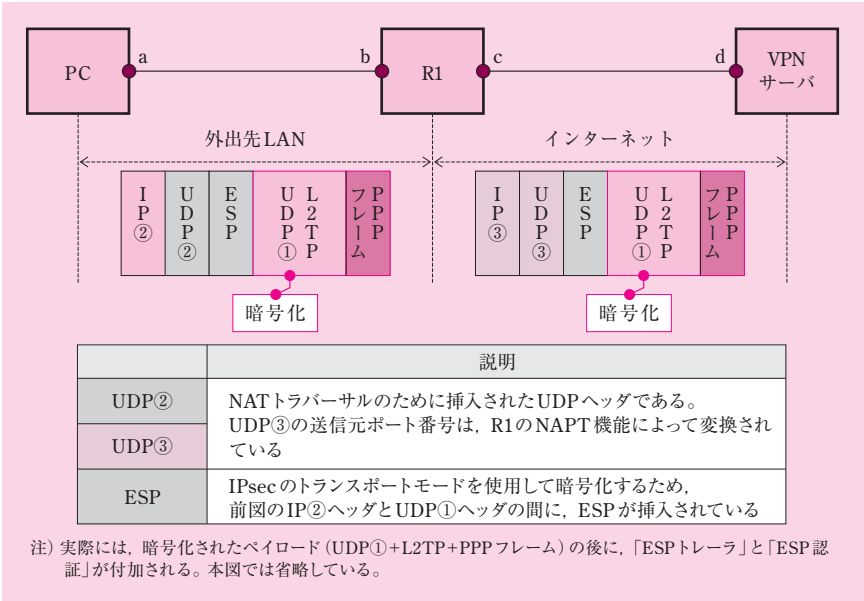 PC
a
b
R1
c
d
VPN
サーバ
外出先LAN
インターネット
IP②
UDP②
ESP
UDP①
L2TP
PPP
フレーム
暗号化
IP③
UDP③
ESP
UDP①
L2TP
PPP
フレーム
暗号化
説明
UDP②
UDP③
NATトラバーサルのために挿入されたUDPヘッダである。
UDP③の送信元ポート番号は，R1のNAPT機能によって変換され
ている
ESP
IPsecのトランスポートモードを使用して暗号化するため，
前図のIP②ヘッダとUDP①ヘッダの間に，ESPが挿入されている
注）実際には，暗号化されたペイロード（UDP①+L2TP+PPPフレーム）の後に，「ESPトレーラ」と「ESP認
証」が付加される。本図では省略している。